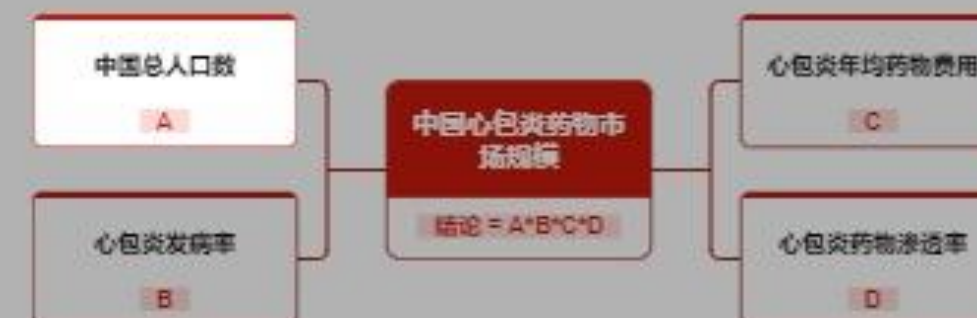 中国总人口数
A
心包炎发病率
B
中国心包炎药物市
场规模
结论 = A*B*C*D
心包炎年均药物费用
C
心包炎药物渗透率
D